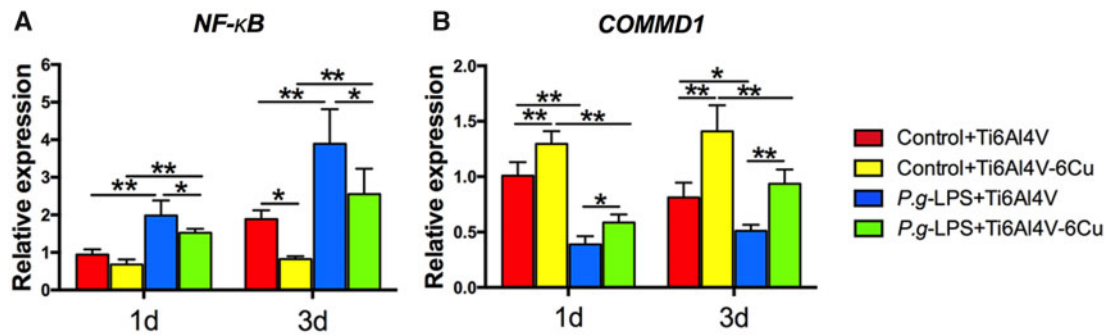 A
NF-κB
Relative expression
6
5
4
3
2
1
0
**
**
*
**
**
*
*
1d
3d
B
COMMD1
Relative expression
2.0
1.5
1.0
0.5
0.0
**
**
**
*
*
**
**
**
1d
3d
Control+Ti6Al4V
Control+Ti6Al4V-6Cu
P.g-LPS+Ti6Al4V
P.g-LPS+Ti6Al4V-6Cu